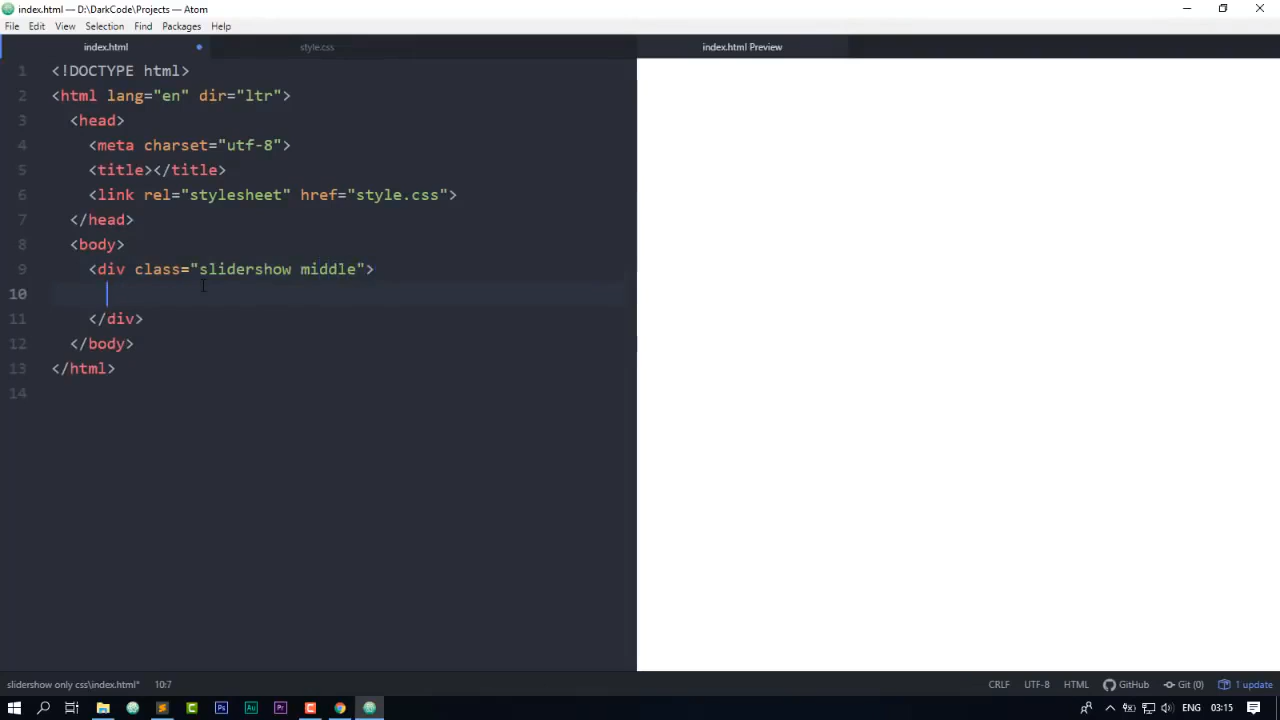 index.html — D:\DarkCode\Projects — Atom
File Edit View Selection Find Packages Help
index.html style.css index.html Preview
1 <!DOCTYPE html>
2 <html lang="en" dir="ltr">
3 <head>
4 <meta charset="utf-8">
5 <title></title>
6 <link rel="stylesheet" href="style.css">
7 </head>
8 <body>
9 <div class="slidershow middle">
10
11 </div>
12 </body>
13 </html>
14
slideshow only css\index.html* 10:7 CRLF UTF-8 HTML GitHub Git (0) 1 update
Ps Au Pr ENG 03:15